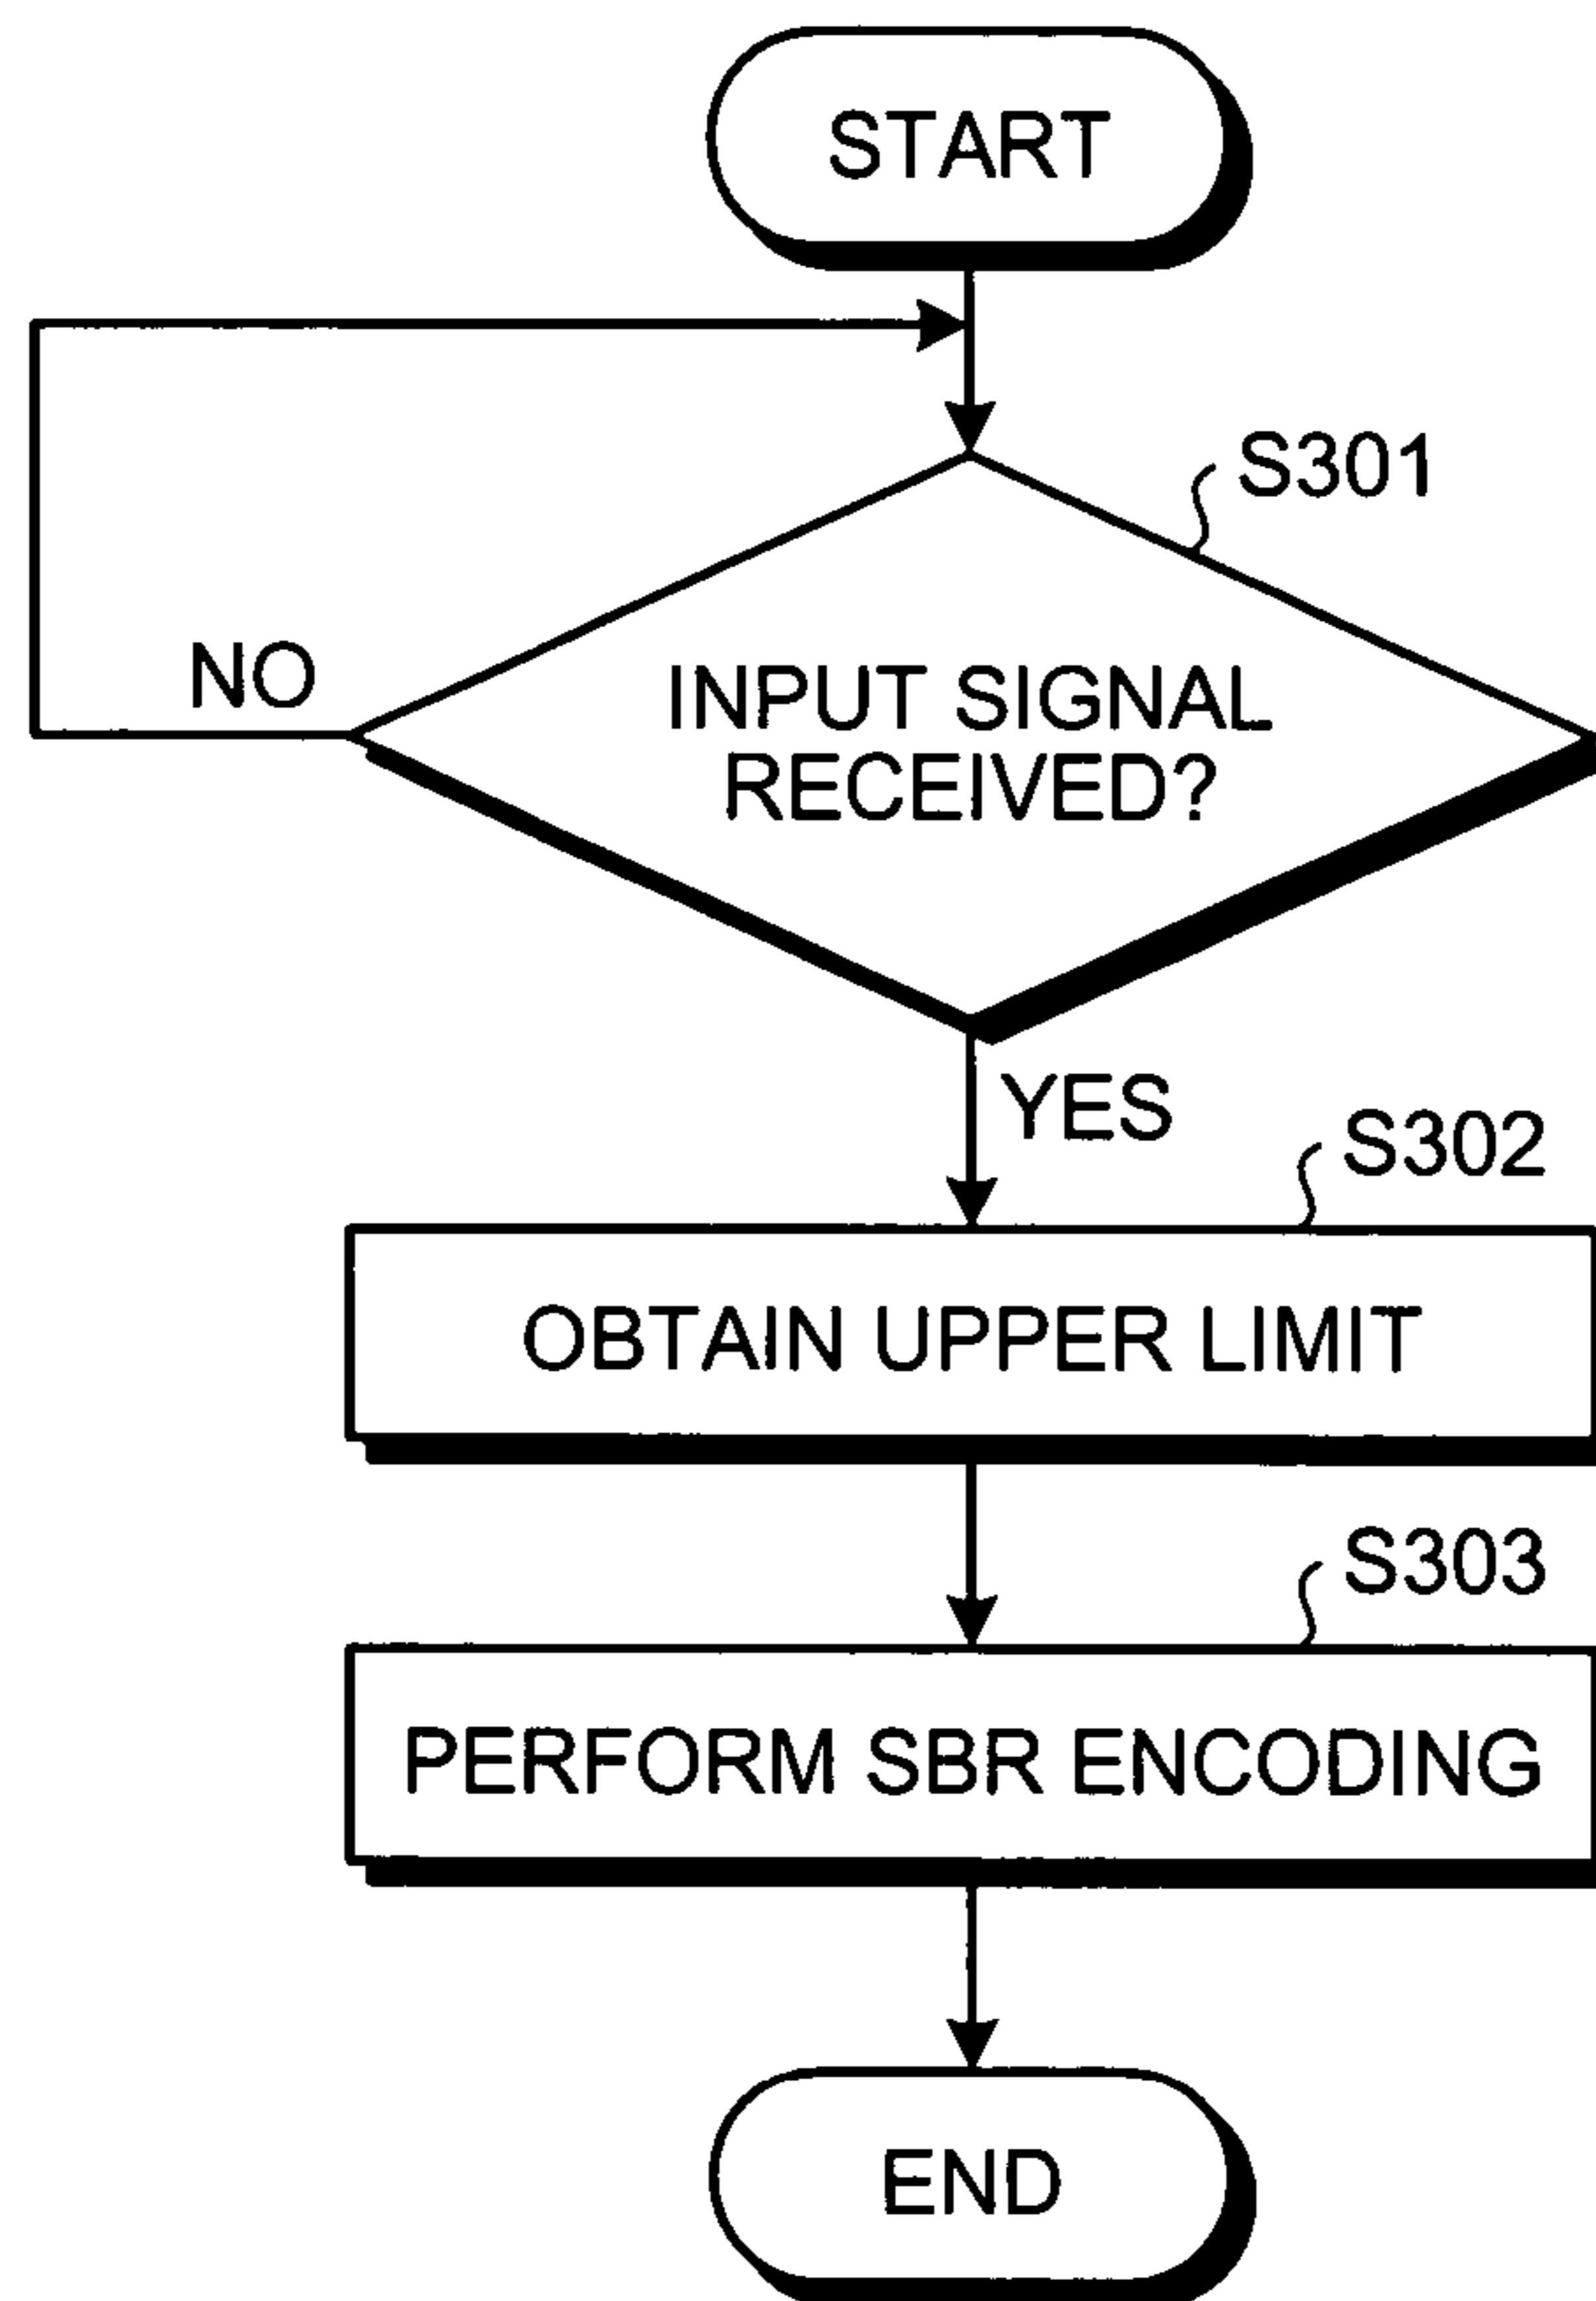 START
S301
NO
INPUT SIGNAL
RECEIVED?
YES
S302
OBTAIN UPPER LIMIT
S303
PERFORM SBR ENCODING
END